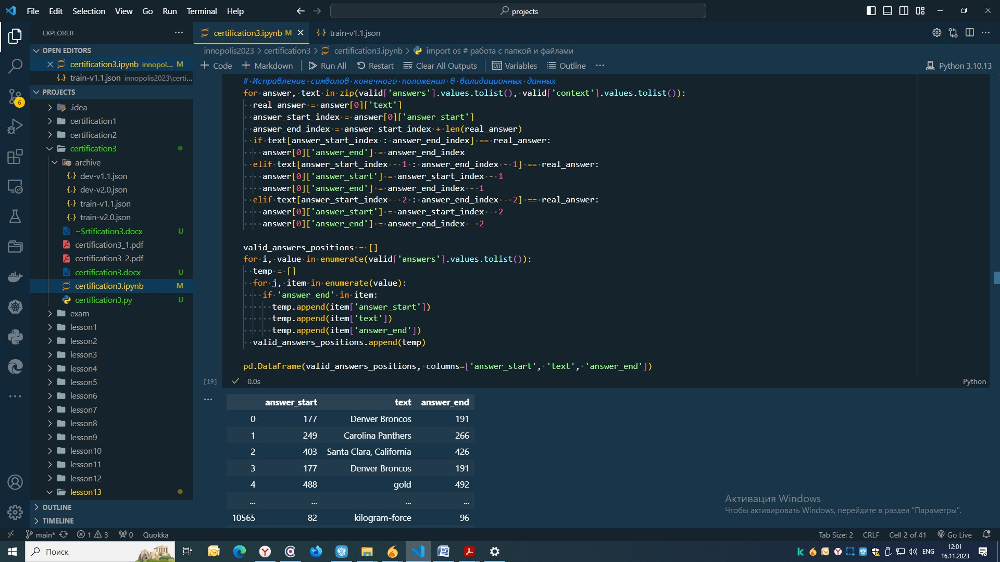 File Edit Selection View Go Run Terminal Help
projects
EXPLORER
certification3.ipynb M
train-v1.1.json
OPEN EDITORS
certification3.ipynb innopol... M
train-v1.1.json innopolis2023\certi...
PROJECTS
.idea
certification1
certification2
certification3
archive
dev-v1.1.json
dev-v2.0.json
train-v1.1.json
train-v2.0.json
~$rtification3.docx U
certification3_1.pdf
certification3_2.pdf
certification3.docx U
certification3.ipynb M
certification3.py U
exam
lesson1
lesson2
lesson3
lesson4
lesson5
lesson6
lesson7
lesson8
lesson9
lesson10
lesson11
lesson12
lesson13
OUTLINE
TIMELINE
6
innopolis2023 > certification3 > certification3.ipynb > import os # работа с папкой и файлами
Code Markdown Run All Restart Clear All Outputs Variables Outline ...
Python 3.10.13
# Исправление символов конечного положения в валидационных данных
for answer, text in zip(valid['answers'].values.tolist(), valid['context'].values.tolist()):
real_answer = answer[0]['text']
answer_start_index = answer[0]['answer_start']
answer_end_index = answer_start_index + len(real_answer)
if text[answer_start_index : answer_end_index] == real_answer:
answer[0]['answer_end'] = answer_end_index
elif text[answer_start_index - 1 : answer_end_index - 1] == real_answer:
answer[0]['answer_start'] = answer_start_index - 1
answer[0]['answer_end'] = answer_end_index - 1
elif text[answer_start_index - 2 : answer_end_index - 2] == real_answer:
answer[0]['answer_start'] = answer_start_index - 2
answer[0]['answer_end'] = answer_end_index - 2
valid_answers_positions = []
for i, value in enumerate(valid['answers'].values.tolist()):
temp = []
for j, item in enumerate(value):
if 'answer_end' in item:
temp.append(item['answer_start'])
temp.append(item['text'])
temp.append(item['answer_end'])
valid_answers_positions.append(temp)
pd.DataFrame(valid_answers_positions, columns=['answer_start', 'text', 'answer_end'])
[19] 0.0s Python
answer_start text answer_end
0 177 Denver Broncos 191
1 249 Carolina Panthers 266
2 403 Santa Clara, California 426
3 177 Denver Broncos 191
4 488 gold 492
... ... ... ...
10565 82 kilogram-force 96
Активация Windows
Чтобы активировать Windows, перейдите в раздел "Параметры".
main* 1 3 0 Quokka
Tab Size: 2 CRLF Cell 2 of 41 Go Live
Поиск
ENG
12:01
16.11.2023